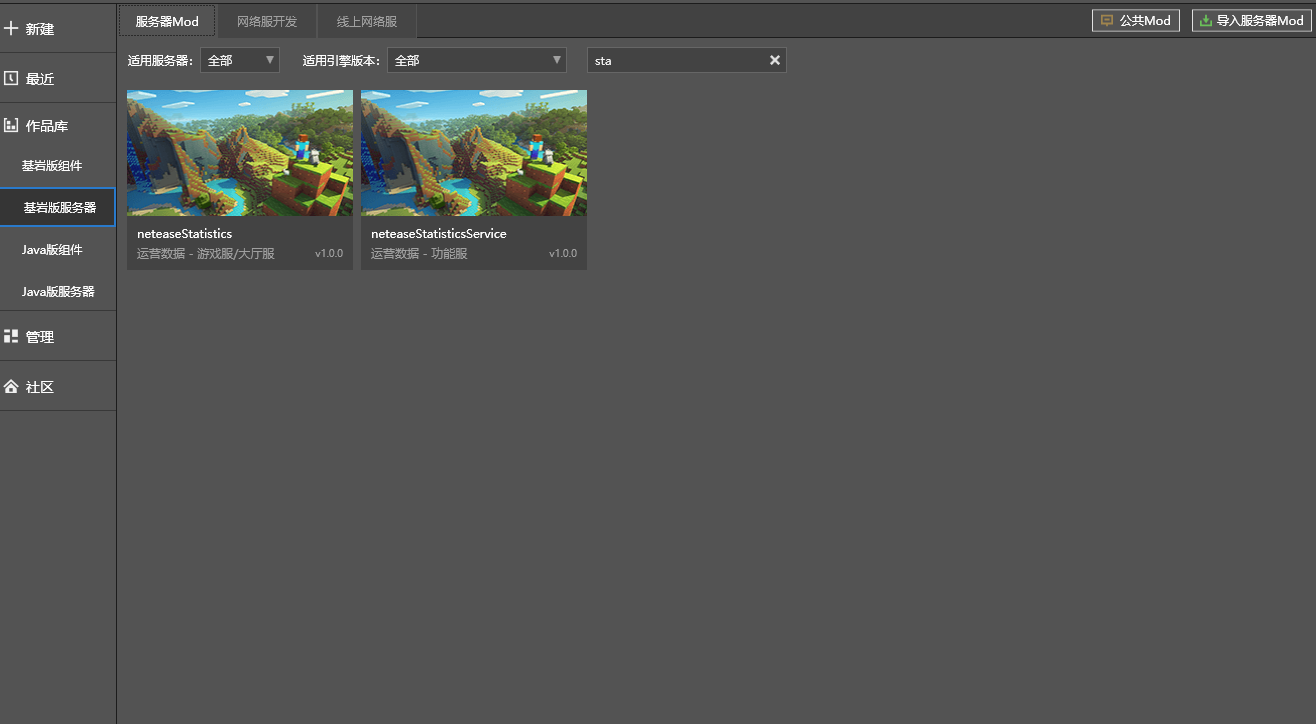 新建
最近
作品库
基岩版组件
基岩版服务器
Java版组件
Java版服务器
管理
社区
服务器Mod 网络服开发 线上网络服 公共Mod 导入服务器Mod
适用服务器: 全部 适用引擎版本: 全部 sta
neteaseStatistics
运营数据 - 游戏服/大厅服 v1.0.0
neteaseStatisticsService
运营数据 - 功能服 v1.0.0